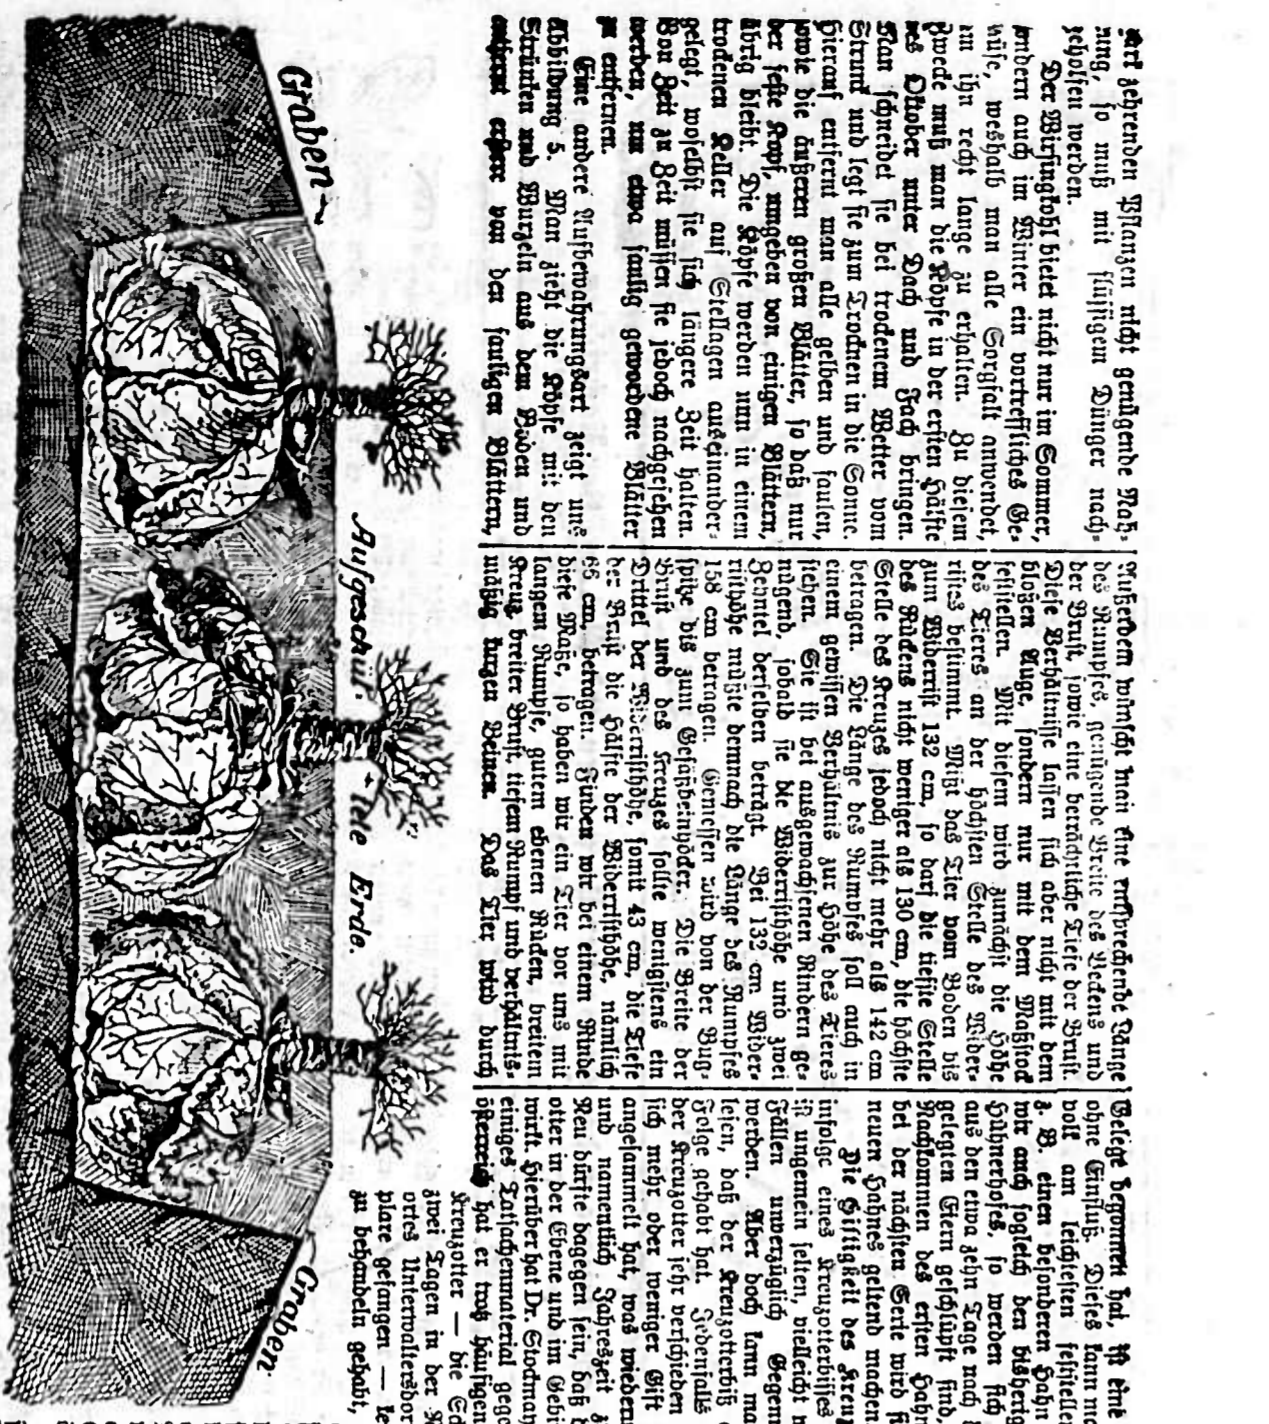 zehrenden Pflanzen nicht genügende Nah-
rung, so muß mit flüssigem Dünger nach-
geholfen werden.
Der Wirsingkohl bietet nicht nur im Sommer,
sondern auch im Winter ein vortreffliches Ge-
müse, weshalb man alle Sorgfalt anwendet,
um ihn recht lange zu erhalten. Zu diesem
Zwecke muß man die Köpfe in der ersten Hälfte
des Oktober unter Dach und Fach bringen.
Man schneidet sie bei trockenem Wetter vom
Strunk und legt sie zum Trocknen in die Sonne.
Hierauf entfernt man alle gelben und faulen,
sowie die äußeren großen Blätter, so daß nur
der feste Kopf, umgeben von einigen Blättern,
übrig bleibt. Die Köpfe werden nun in einem
trockenen Keller auf Stellagen auseinander-
gelegt, woselbst sie sich längere Zeit halten.
Von Zeit zu Zeit müssen sie jedoch nachgesehen
werden, um etwa faulig gewordene Blätter
zu entfernen.
Eine andere Aufbewahrungsart zeigt uns
Abbildung 5. Man zieht die Köpfe mit den
Strünken und Wurzeln aus dem Boden und
entfernt erstere von den fauligen Blättern,
Graben
Aufgeschüt- tete Erde.
Graben.
Außerdem wünscht man eine entsprechende Länge
des Rumpfes, genügende Breite des Beckens und
der Brust, sowie eine beträchtliche Tiefe der Brust.
Diese Verhältnisse lassen sich aber nicht mit dem
bloßen Auge, sondern nur mit dem Maßstock
feststellen. Mit diesem wird zunächst die Höhe
des Tieres an der höchsten Stelle des Wider-
ristes bestimmt. Mißt das Tier vom Boden bis
zum Widerrist 132 cm, so darf die tiefste Stelle
des Rückens nicht weniger als 130 cm, die höchste
Stelle des Kreuzes jedoch nicht mehr als 142 cm
betragen. Die Länge des Rumpfes soll auch in
einem gewissen Verhältnis zur Höhe des Tieres
stehen. Sie ist bei ausgewachsenen Rindern ge-
nügend, sobald sie die Widerristhöhe und zwei
Zehntel derselben beträgt. Bei 132 cm Wider-
risthöhe müßte demnach die Länge des Rumpfes
158 cm betragen. Gemessen wird von der Bug-
spitze bis zum Gesäßbeinhöcker. Die Breite der
Brust und des Kreuzes sollte wenigstens ein
Drittel der Widerristhöhe, somit 43 cm, die Tiefe
der Brust die Hälfte der Widerristhöhe, nämlich
66 cm, betragen. Finden wir bei einem Rinde
diese Maße, so haben wir ein Tier vor uns mit
langem Rumpfe, gutem ebenen Rücken, breitem
Kreuz, breiter Brust, tiefem Rumpf und verhältnis-
mäßig kurzen Beinen. Das Tier wird durch
Gelege begonnen hat, ist eine
ohne Einfluß. Dieses kann
volk am leichtesten
z. B. einen besonderen
wir auch sogleich den
Hühnerhofes, so werden sich
aus den etwa zehn Tage nach
gelegten Eiern geschlüpft sind,
Nachkommen des ersten
bei der nächsten Serie wird
neuen Hahnes geltend machen.
Die Giftigkeit des
infolge eines Kreuzotterbisses
ist ungemein selten, vielleicht
Fällen unverzüglich
werden. Aber doch kann
lesen, daß der Kreuzotterbiß
Folge gehabt hat. Jedenfalls
der Kreuzotter sehr verschieden
sich mehr oder weniger Gift
angesammelt hat, was
und namentlich Jahreszeit
Neu dürfte dagegen sein, daß
otter in der Ebene und im
wirkt. Hierüber hat Dr.
einiges Tatsachenmaterial
österreich hat er trotz häufigen
Kreuzotter — die
zwei Tagen in der
ortes
plare gefangen —
zu behandeln gehabt,